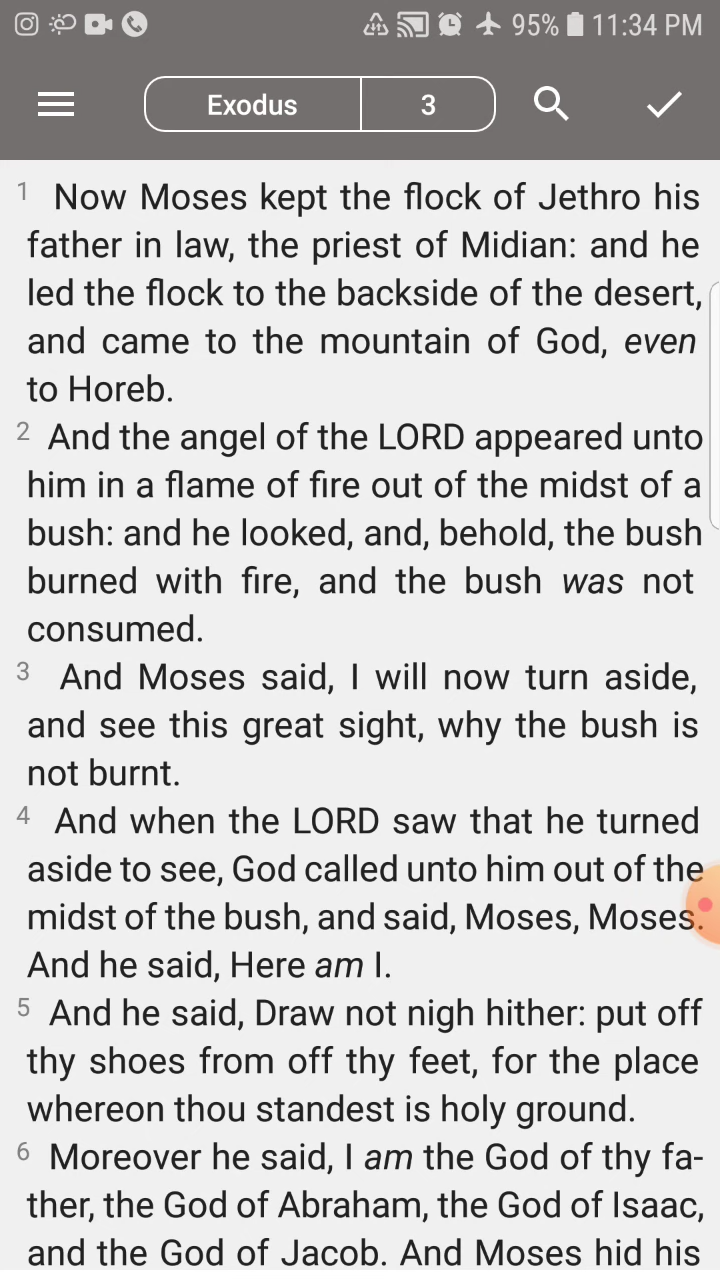 95% 11:34 PM
Exodus 3
1 Now Moses kept the flock of Jethro his
father in law, the priest of Midian: and he
led the flock to the backside of the desert,
and came to the mountain of God, even
to Horeb.
2 And the angel of the LORD appeared unto
him in a flame of fire out of the midst of a
bush: and he looked, and, behold, the bush
burned with fire, and the bush was not
consumed.
3 And Moses said, I will now turn aside,
and see this great sight, why the bush is
not burnt.
4 And when the LORD saw that he turned
aside to see, God called unto him out of the
midst of the bush, and said, Moses, Moses.
And he said, Here am I.
5 And he said, Draw not nigh hither: put off
thy shoes from off thy feet, for the place
whereon thou standest is holy ground.
6 Moreover he said, I am the God of thy fa-
ther, the God of Abraham, the God of Isaac,
and the God of Jacob. And Moses hid his